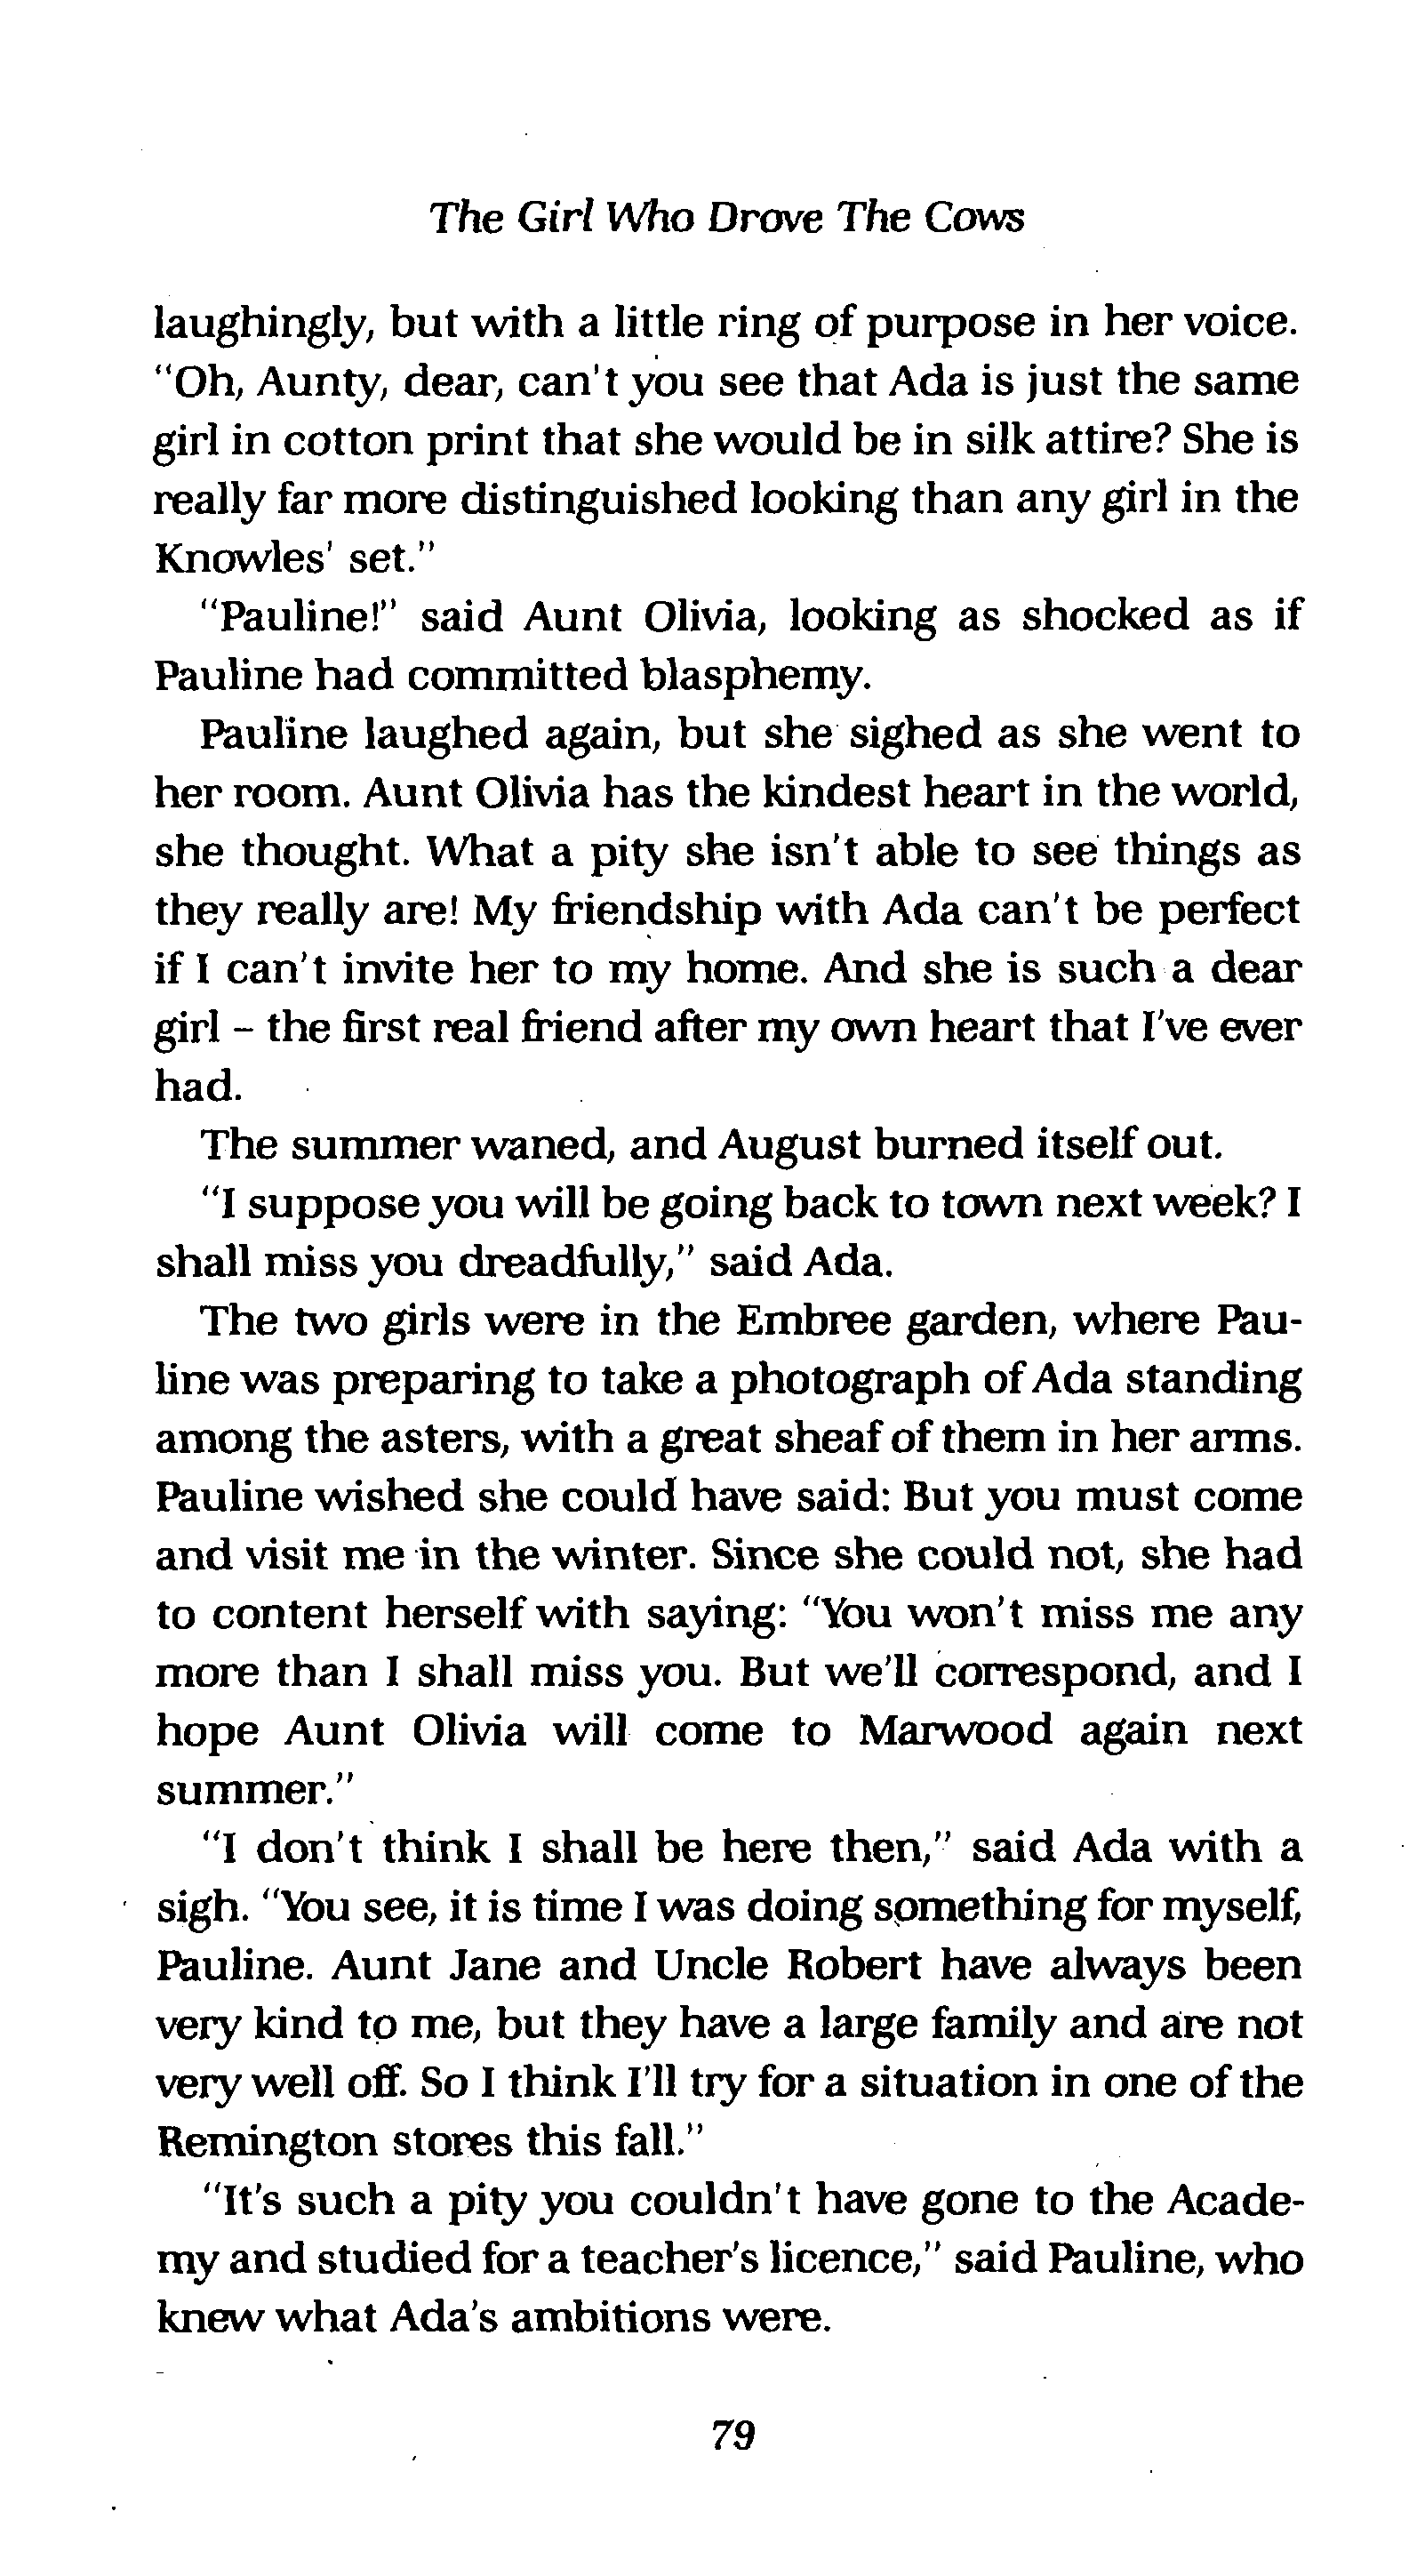 The Girl Who Drove The Cows
laughingly, but with a little ring of purpose in her voice.
"Oh, Aunty, dear, can't you see that Ada is just the same
girl in cotton print that she would be in silk attire? She is
really far more distinguished looking than any girl in the
Knowles' set."
"Pauline!" said Aunt Olivia, looking as shocked as if
Pauline had committed blasphemy.
Pauline laughed again, but she sighed as she went to
her room. Aunt Olivia has the kindest heart in the world,
she thought. What a pity she isn't able to see things as
they really are! My friendship with Ada can't be perfect
if I can't invite her to my home. And she is such a dear
girl – the first real friend after my own heart that I've ever
had.
The summer waned, and August burned itself out.
"I suppose you will be going back to town next week? I
shall miss you dreadfully," said Ada.
The two girls were in the Embree garden, where Pau-
line was preparing to take a photograph of Ada standing
among the asters, with a great sheaf of them in her arms.
Pauline wished she could have said: But you must come
and visit me in the winter. Since she could not, she had
to content herself with saying: "You won't miss me any
more than I shall miss you. But we'll correspond, and I
hope Aunt Olivia will come to Marwood again next
summer."
"I don't think I shall be here then," said Ada with a
sigh. "You see, it is time I was doing something for myself,
Pauline. Aunt Jane and Uncle Robert have always been
very kind to me, but they have a large family and are not
very well off. So I think I'll try for a situation in one of the
Remington stores this fall."
"It's such a pity you couldn't have gone to the Acade-
my and studied for a teacher's licence," said Pauline, who
knew what Ada's ambitions were.
79